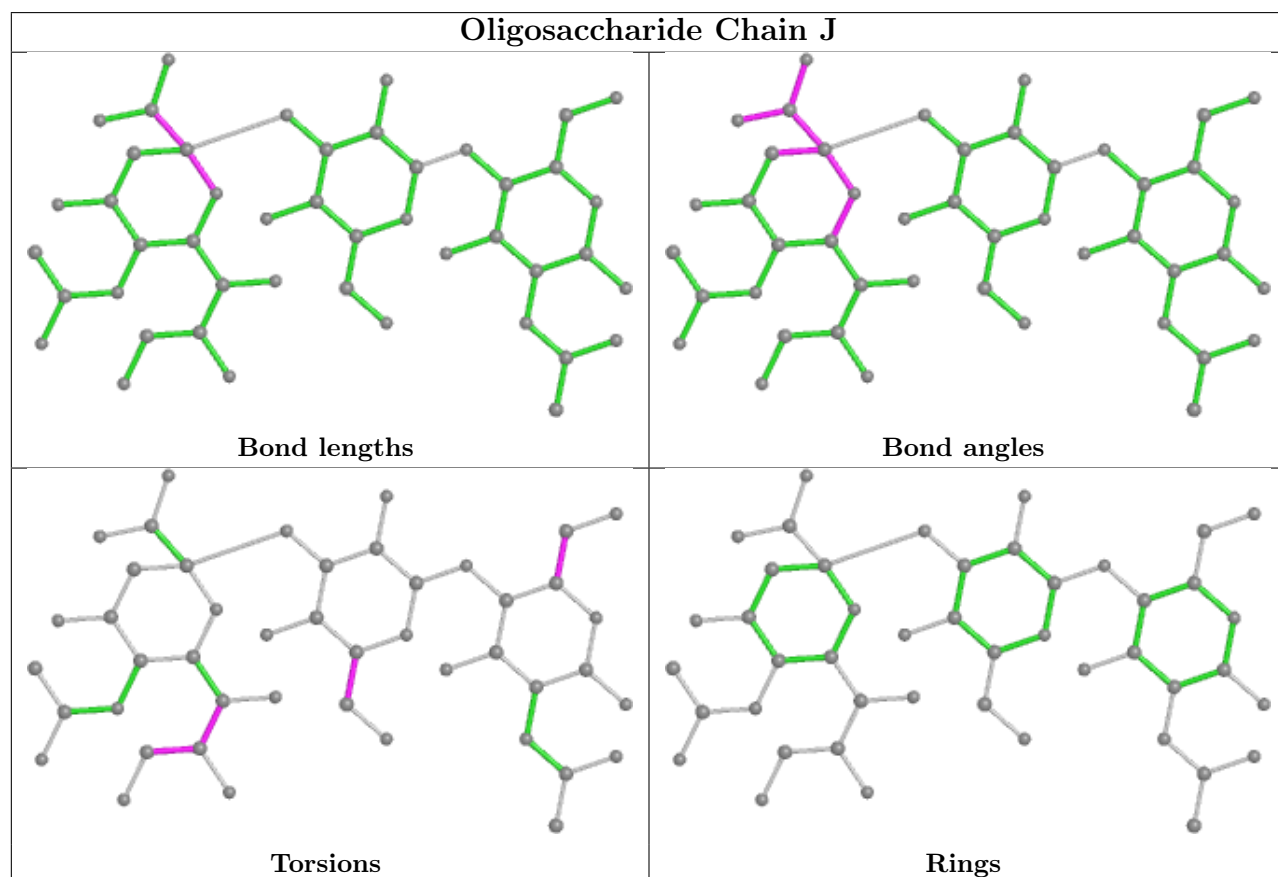 Oligosaccharide Chain J
Bond lengths
Bond angles
Torsions
Rings